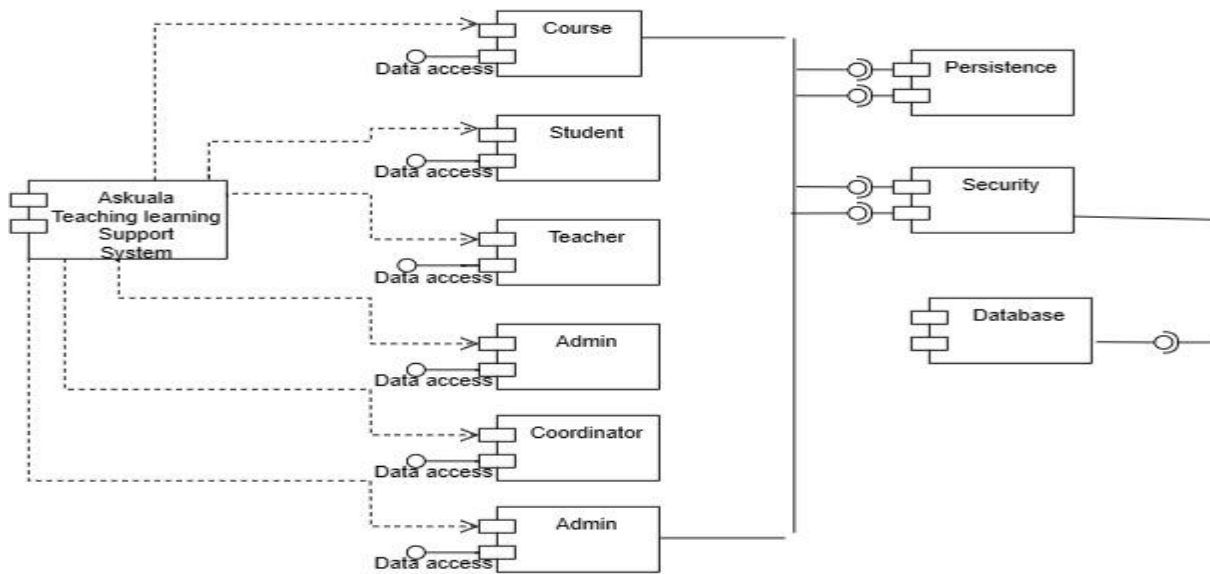 Course
Data access
Persistence
Student
Data access
Security
Askuala
Teaching learning
Support
System
Teacher
Data access
Database
Admin
Data access
Coordinator
Data access
Admin
Data access